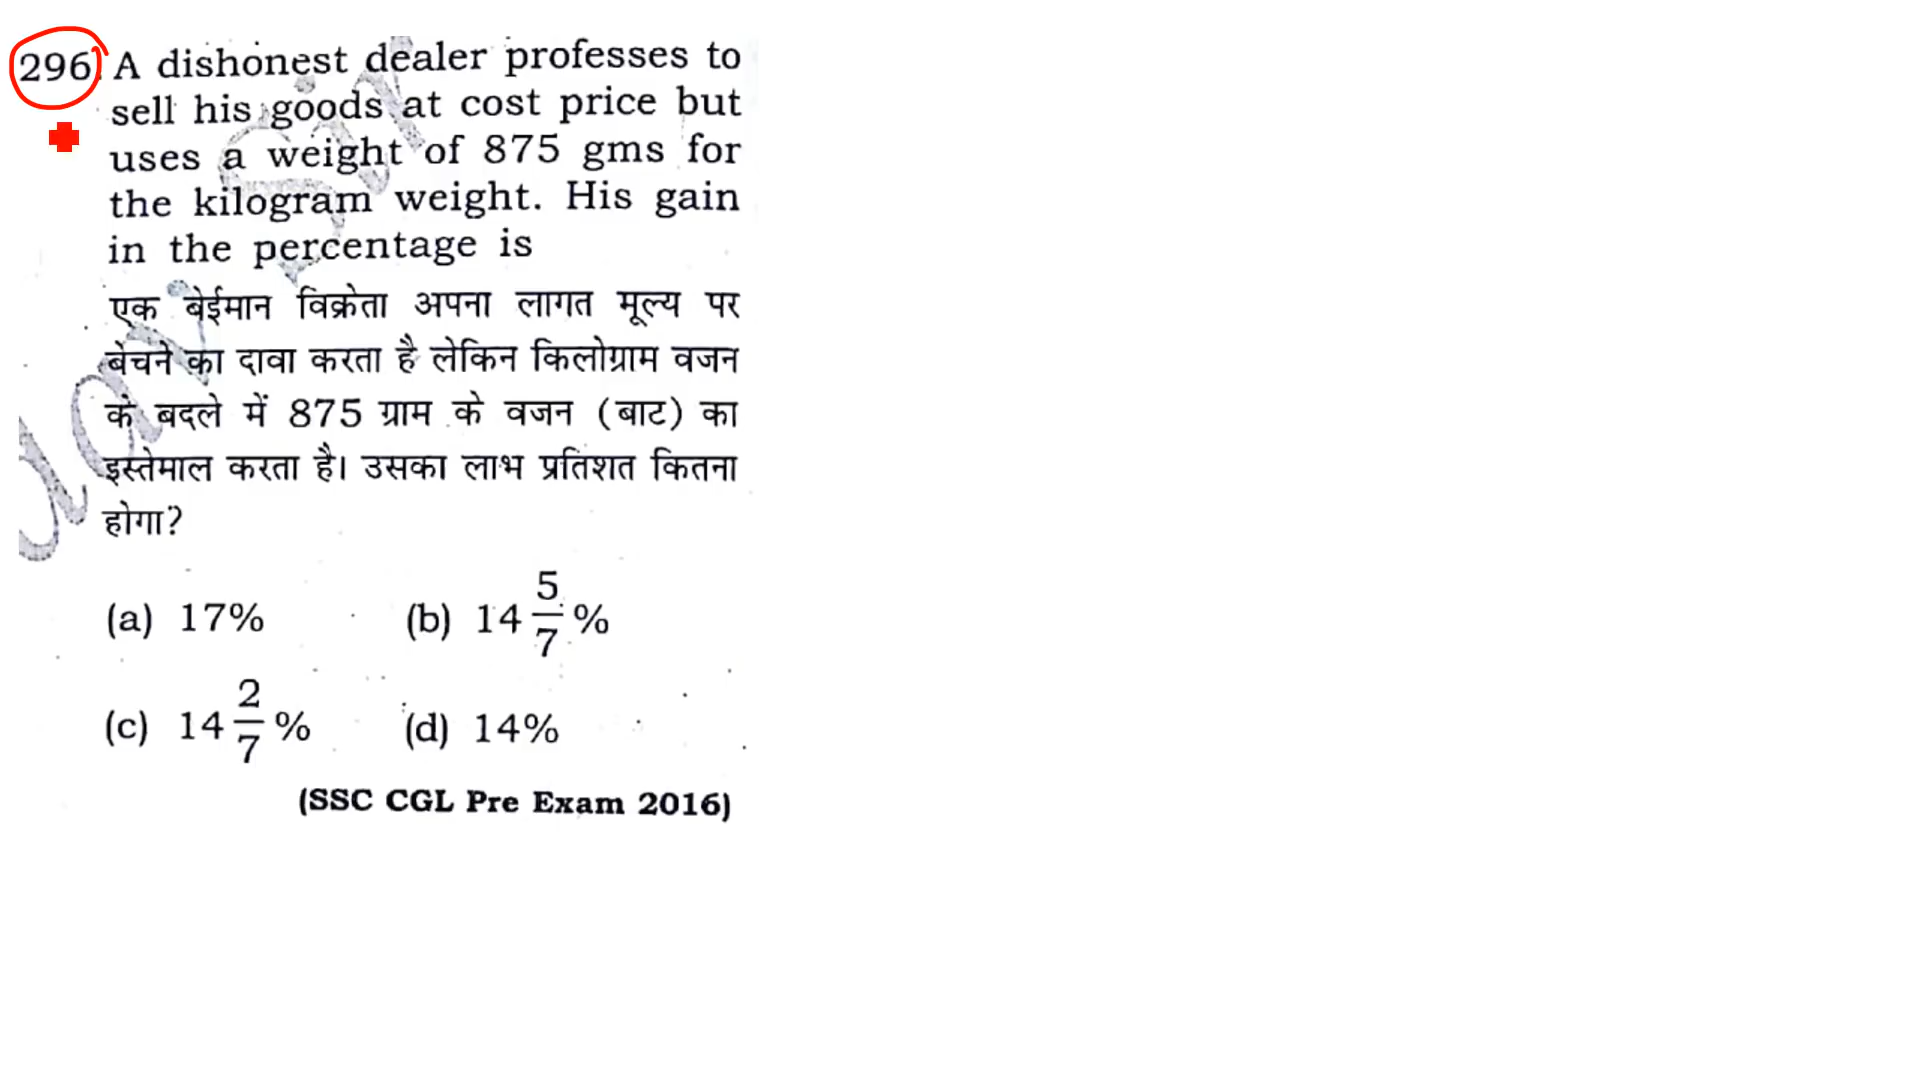 296. A dishonest dealer professes to
sell his goods at cost price but
uses a weight of 875 gms for
the kilogram weight. His gain
in the percentage is
एक बेईमान विक्रेता अपना लागत मूल्य पर
बेचने का दावा करता है लेकिन किलोग्राम वजन
के बदले में 875 ग्राम के वजन (बाट) का
इस्तेमाल करता है। उसका लाभ प्रतिशत कितना
होगा?
(a) 17% (b) 14 5/7 %
(c) 14 2/7 % (d) 14%
(SSC CGL Pre Exam 2016)